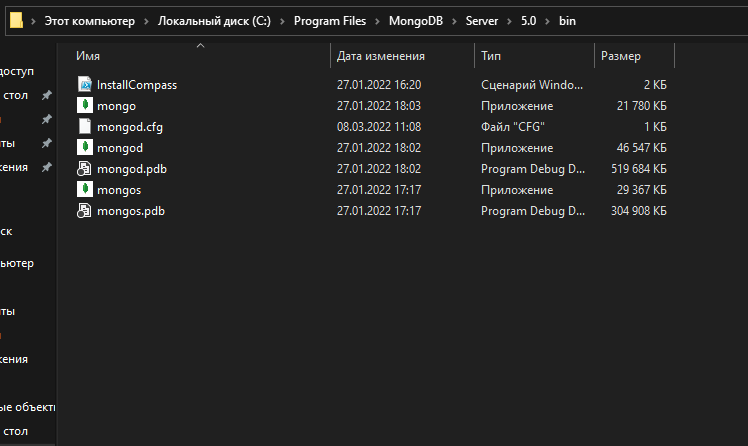 Этот компьютер Локальный диск (C:) Program Files MongoDB Server 5.0 bin
Имя Дата изменения Тип Размер
доступ
InstallCompass 27.01.2022 16:20 Сценарий Windo... 2 КБ
стол
mongo 27.01.2022 18:03 Приложение 21 780 КБ
mongod.cfg 08.03.2022 11:08 Файл "CFG" 1 КБ
ты
mongod 27.01.2022 18:02 Приложение 46 547 КБ
жения
mongod.pdb 27.01.2022 18:02 Program Debug D... 519 684 КБ
mongos 27.01.2022 17:17 Приложение 29 367 КБ
mongos.pdb 27.01.2022 17:17 Program Debug D... 304 908 КБ
ск
ьютер
ты
жения
ые объекты
стол